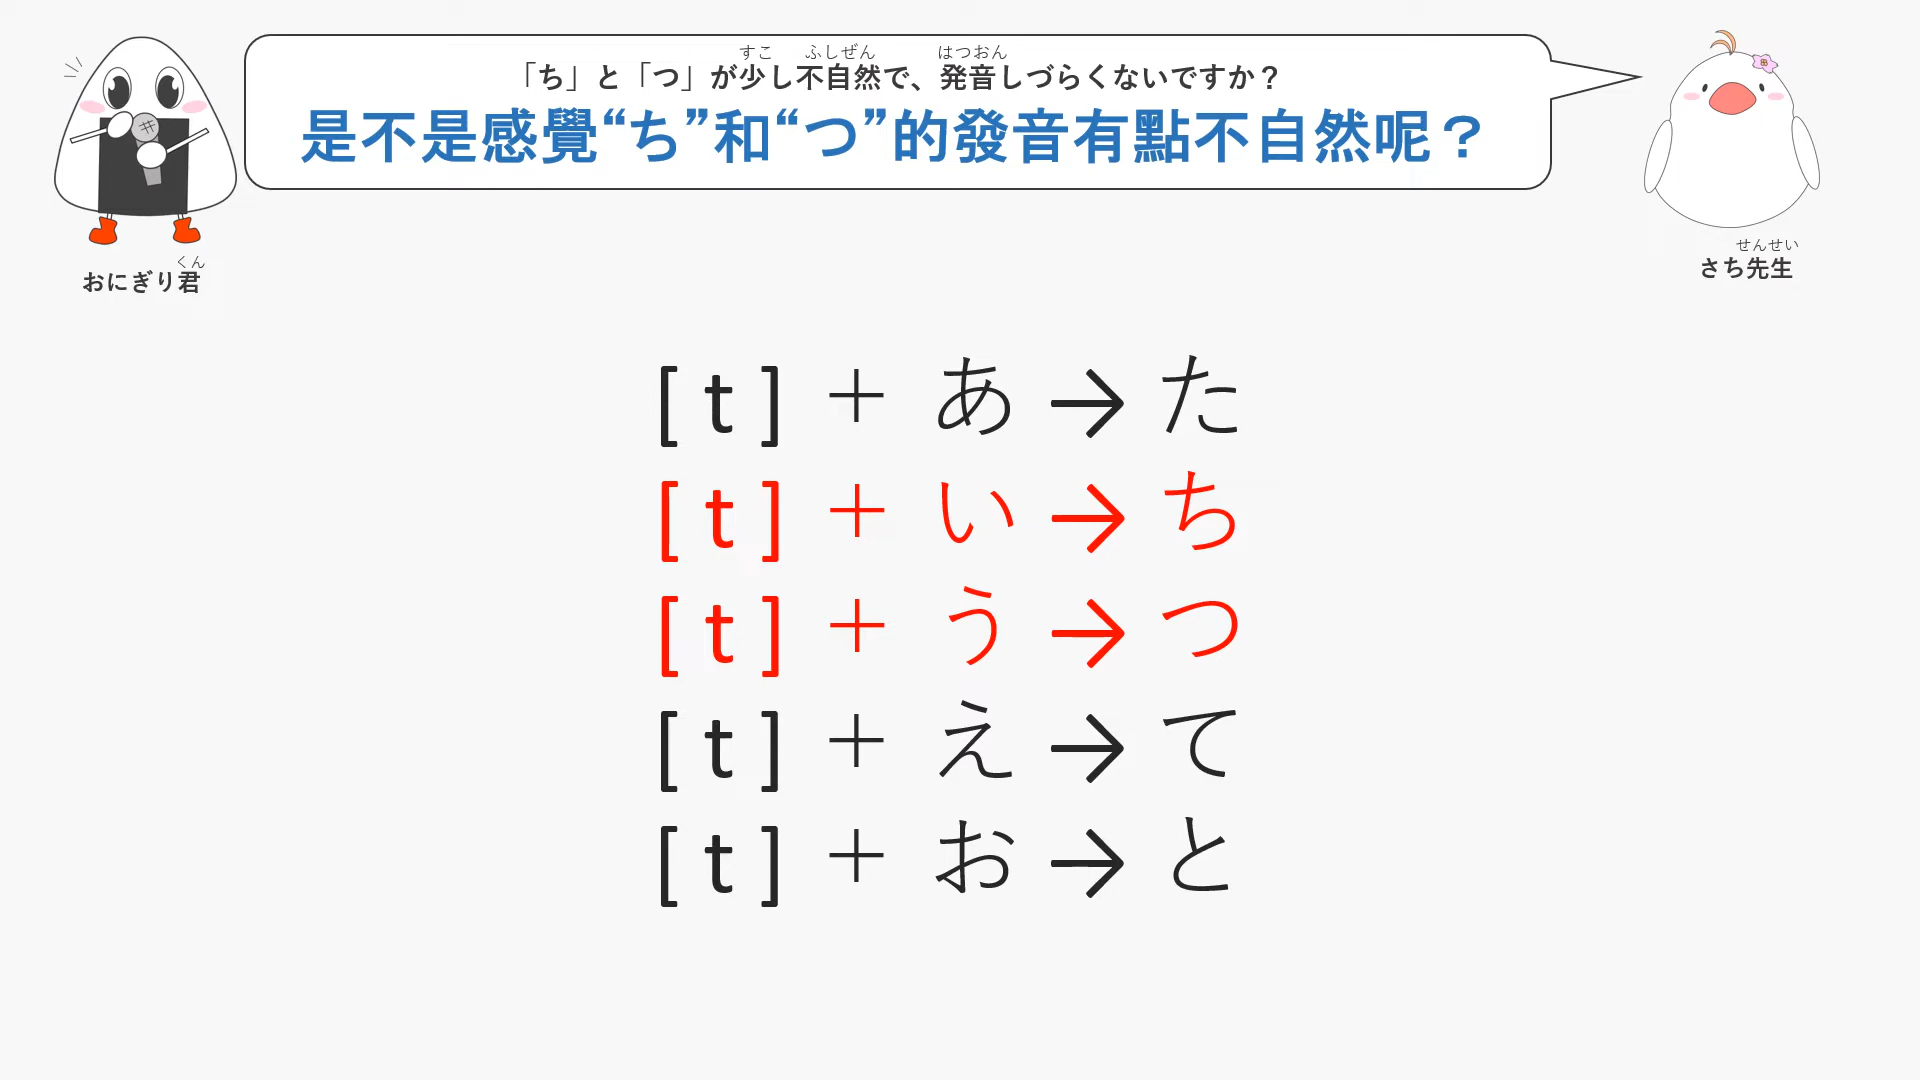 すこ ふしぜん はつおん
「ち」と「つ」が少し不自然で、発音しづらくないですか？
是不是感覺“ち”和“つ”的發音有點不自然呢？
くん
おにぎり君
せんせい
さち先生
[ t ] ＋ あ → た
[ t ] ＋ い → ち
[ t ] ＋ う → つ
[ t ] ＋ え → て
[ t ] ＋ お → と